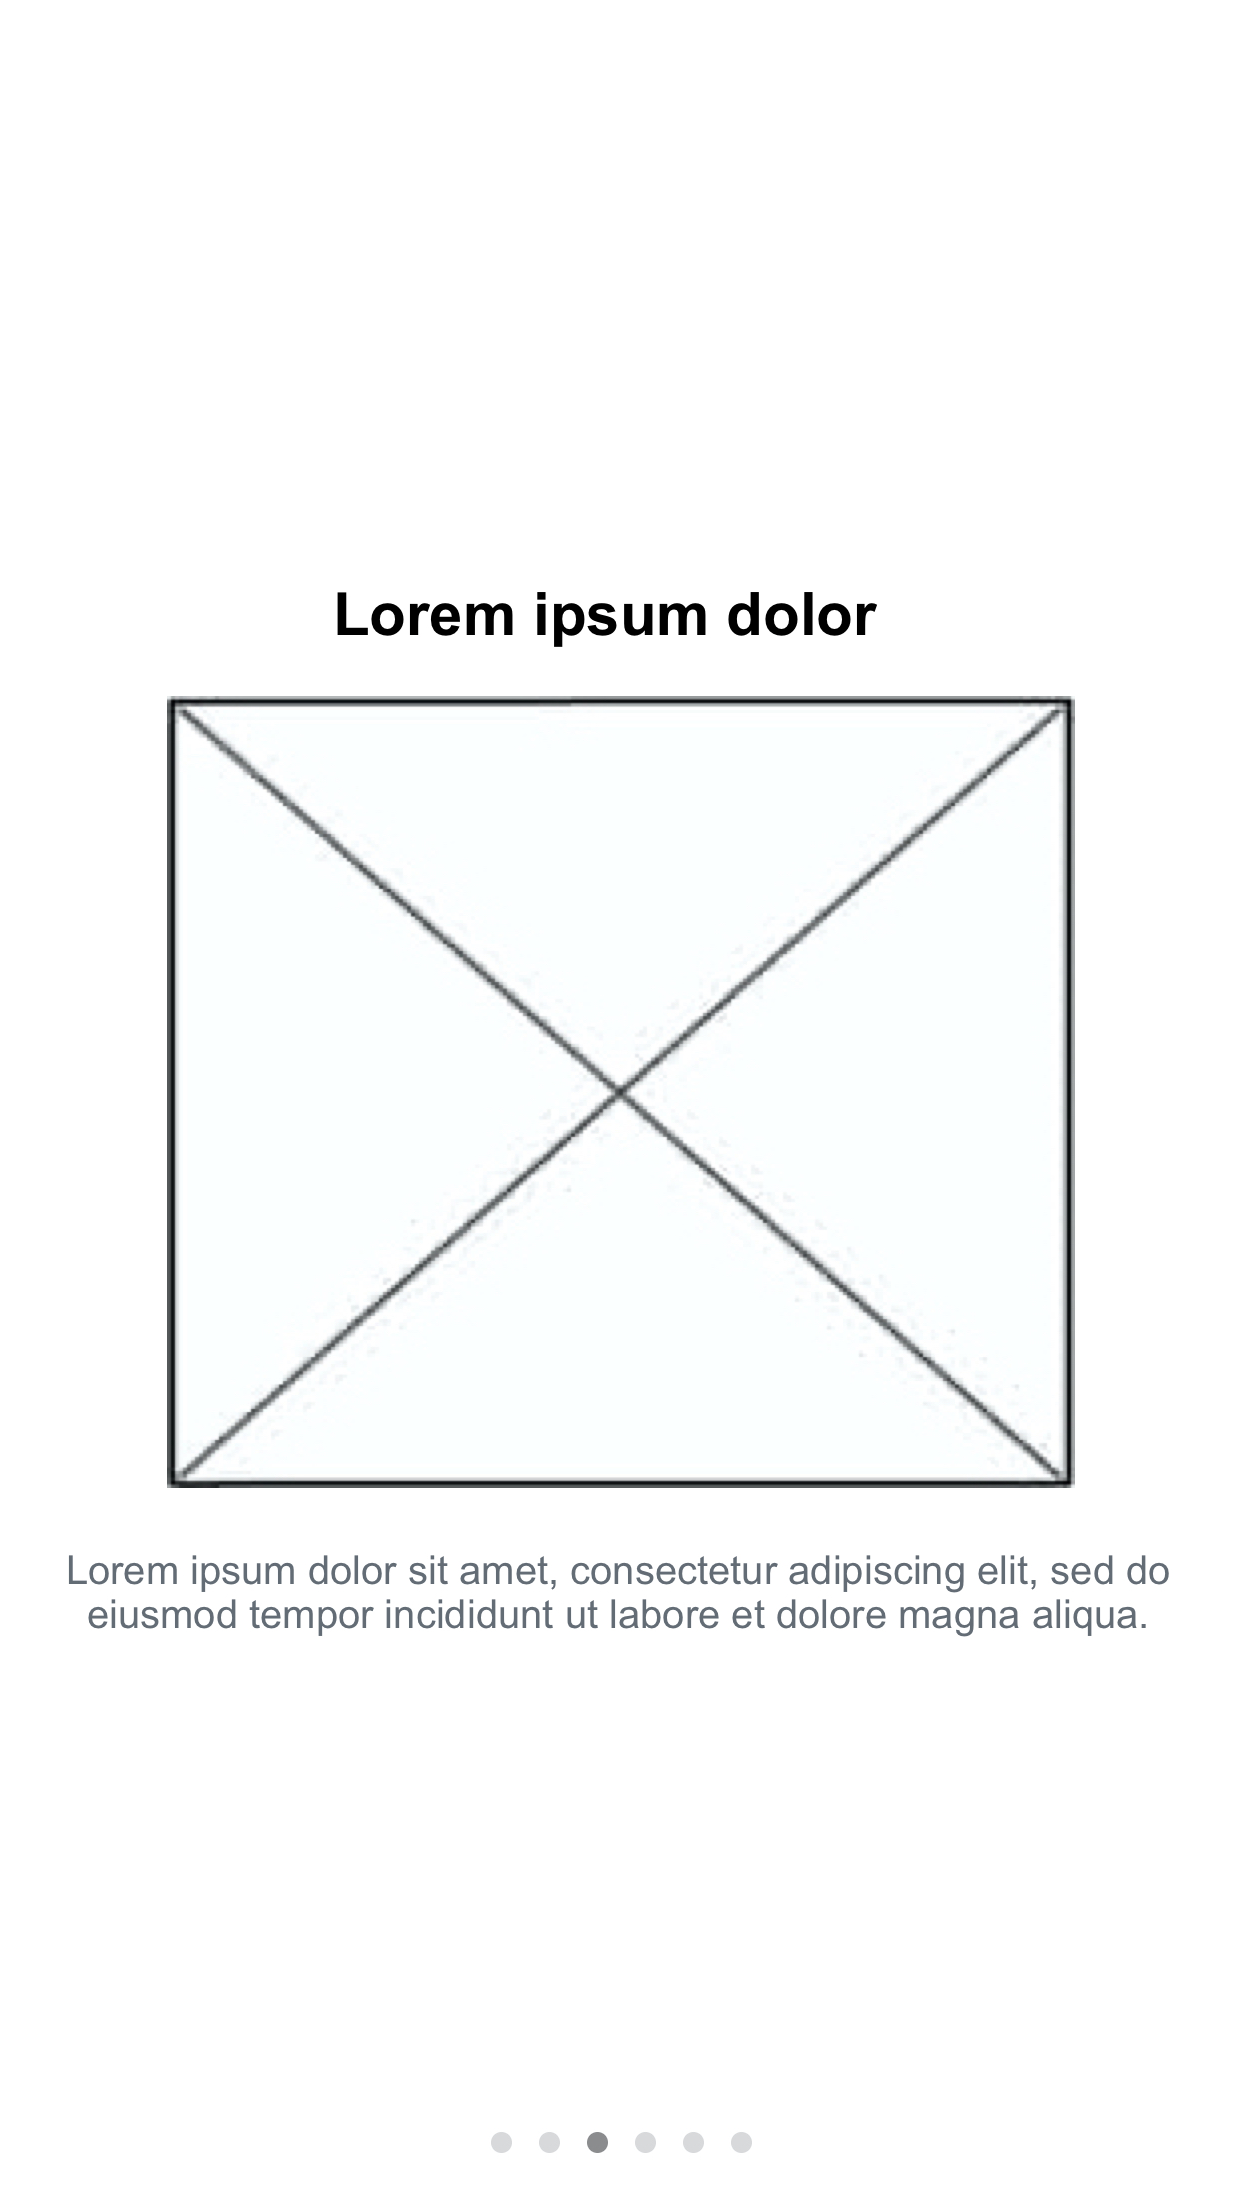 Lorem ipsum dolor
Lorem ipsum dolor sit amet, consectetur adipiscing elit, sed do
eiusmod tempor incididunt ut labore et dolore magna aliqua.